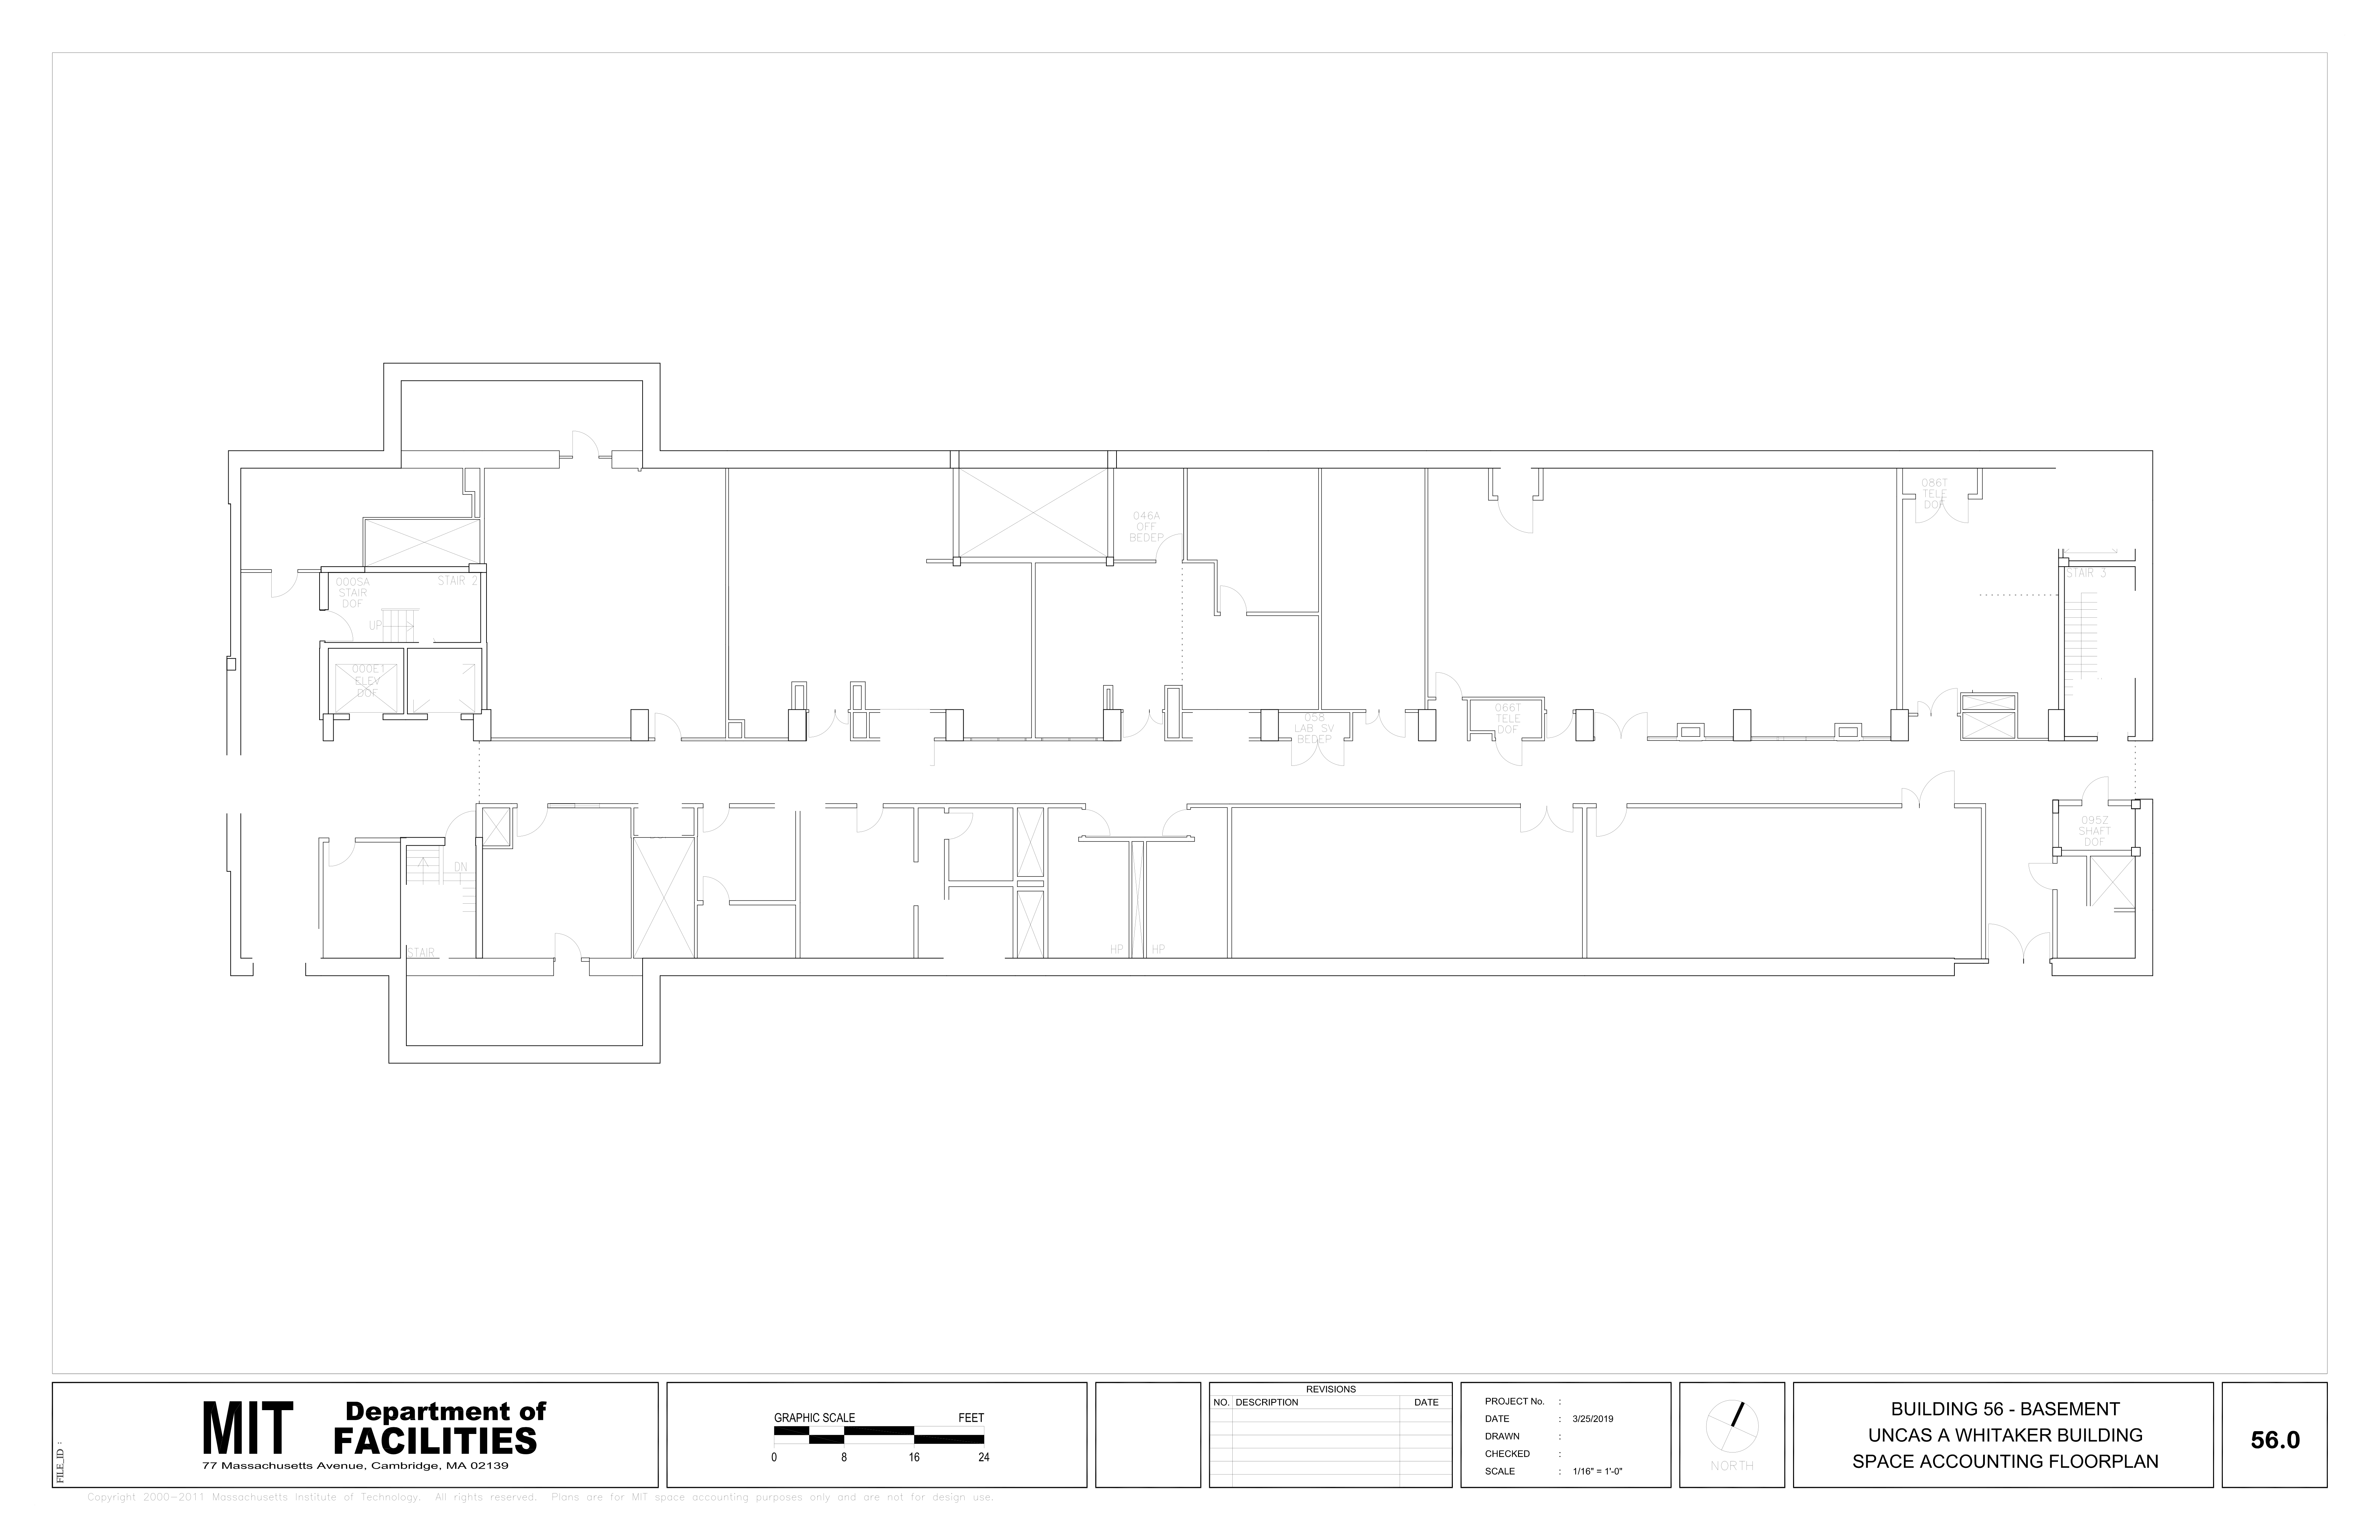 086T
TELE
DOF
046A
OFF
BEDEP
STAIR 3
000SA
STAIR
DOF
STAIR 2
UP
000E1
ELEV
DOF
066T
TELE
DOF
058
LAB SV
BEDEP
095Z
SHAFT
DOF
DN
STAIR
HP
HP
FILE_ID :
MIT Department of
FACILITIES
77 Massachusetts Avenue, Cambridge, MA 02139
GRAPHIC SCALE FEET
0 8 16 24
REVISIONS
NO. DESCRIPTION DATE
PROJECT No. :
DATE : 3/25/2019
DRAWN :
CHECKED :
SCALE : 1/16" = 1'-0"
NORTH
BUILDING 56 - BASEMENT
UNCAS A WHITAKER BUILDING
SPACE ACCOUNTING FLOORPLAN
56.0
Copyright 2000-2011 Massachusetts Institute of Technology. All rights reserved. Plans are for MIT space accounting purposes only and are not for design use.